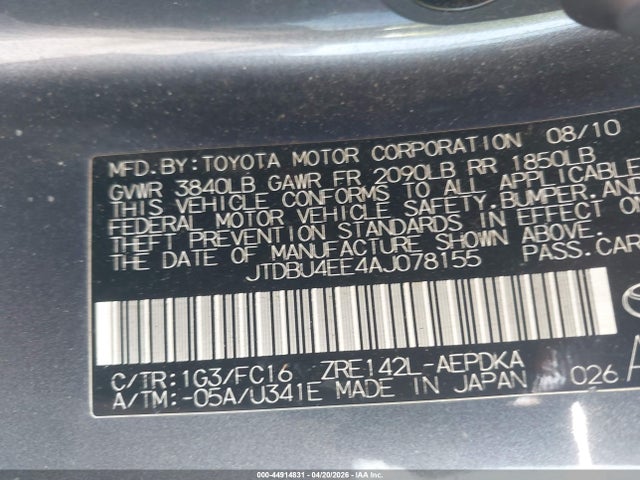 MFD.BY:TOYOTA MOTOR CORPORATION 08/10
GVWR 3840LB GAWR FR 2090LB RR 1850LB
THIS VEHICLE CONFORMS TO ALL APPLICABLE
FEDERAL MOTOR VEHICLE SAFETY,BUMPER,AND
THEFT PREVENTION STANDARDS IN EFFECT ON
THE DATE OF MANUFACTURE SHOWN ABOVE.
JTDBU4EE4AJ078155 PASS.CAR
C/TR:1G3/FC16 ZRE142L-AEPDKA
A/TM:-05A/U341E MADE IN JAPAN 026
000-44914831 - 04/20/2026 - IAAI.COM